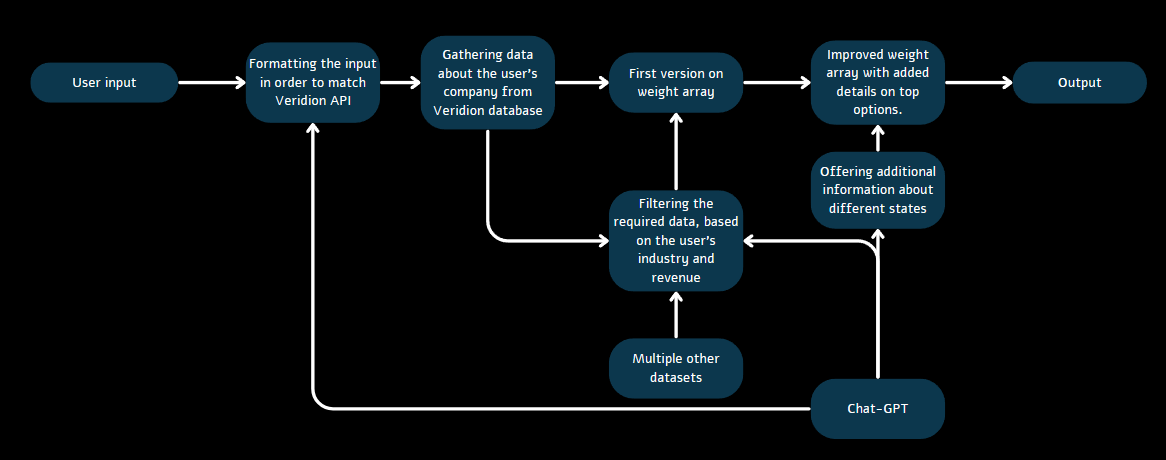 User input
Formatting the input
in order to match
Veridion API
Gathering data
about the user's
company from
Veridion database
First version on
weight array
Improved weight
array with added
details on top
options.
Output
Offering additional
information about
different states
Filtering the
required data, based
on the user's
industry and
revenue
Multiple other
datasets
Chat-GPT